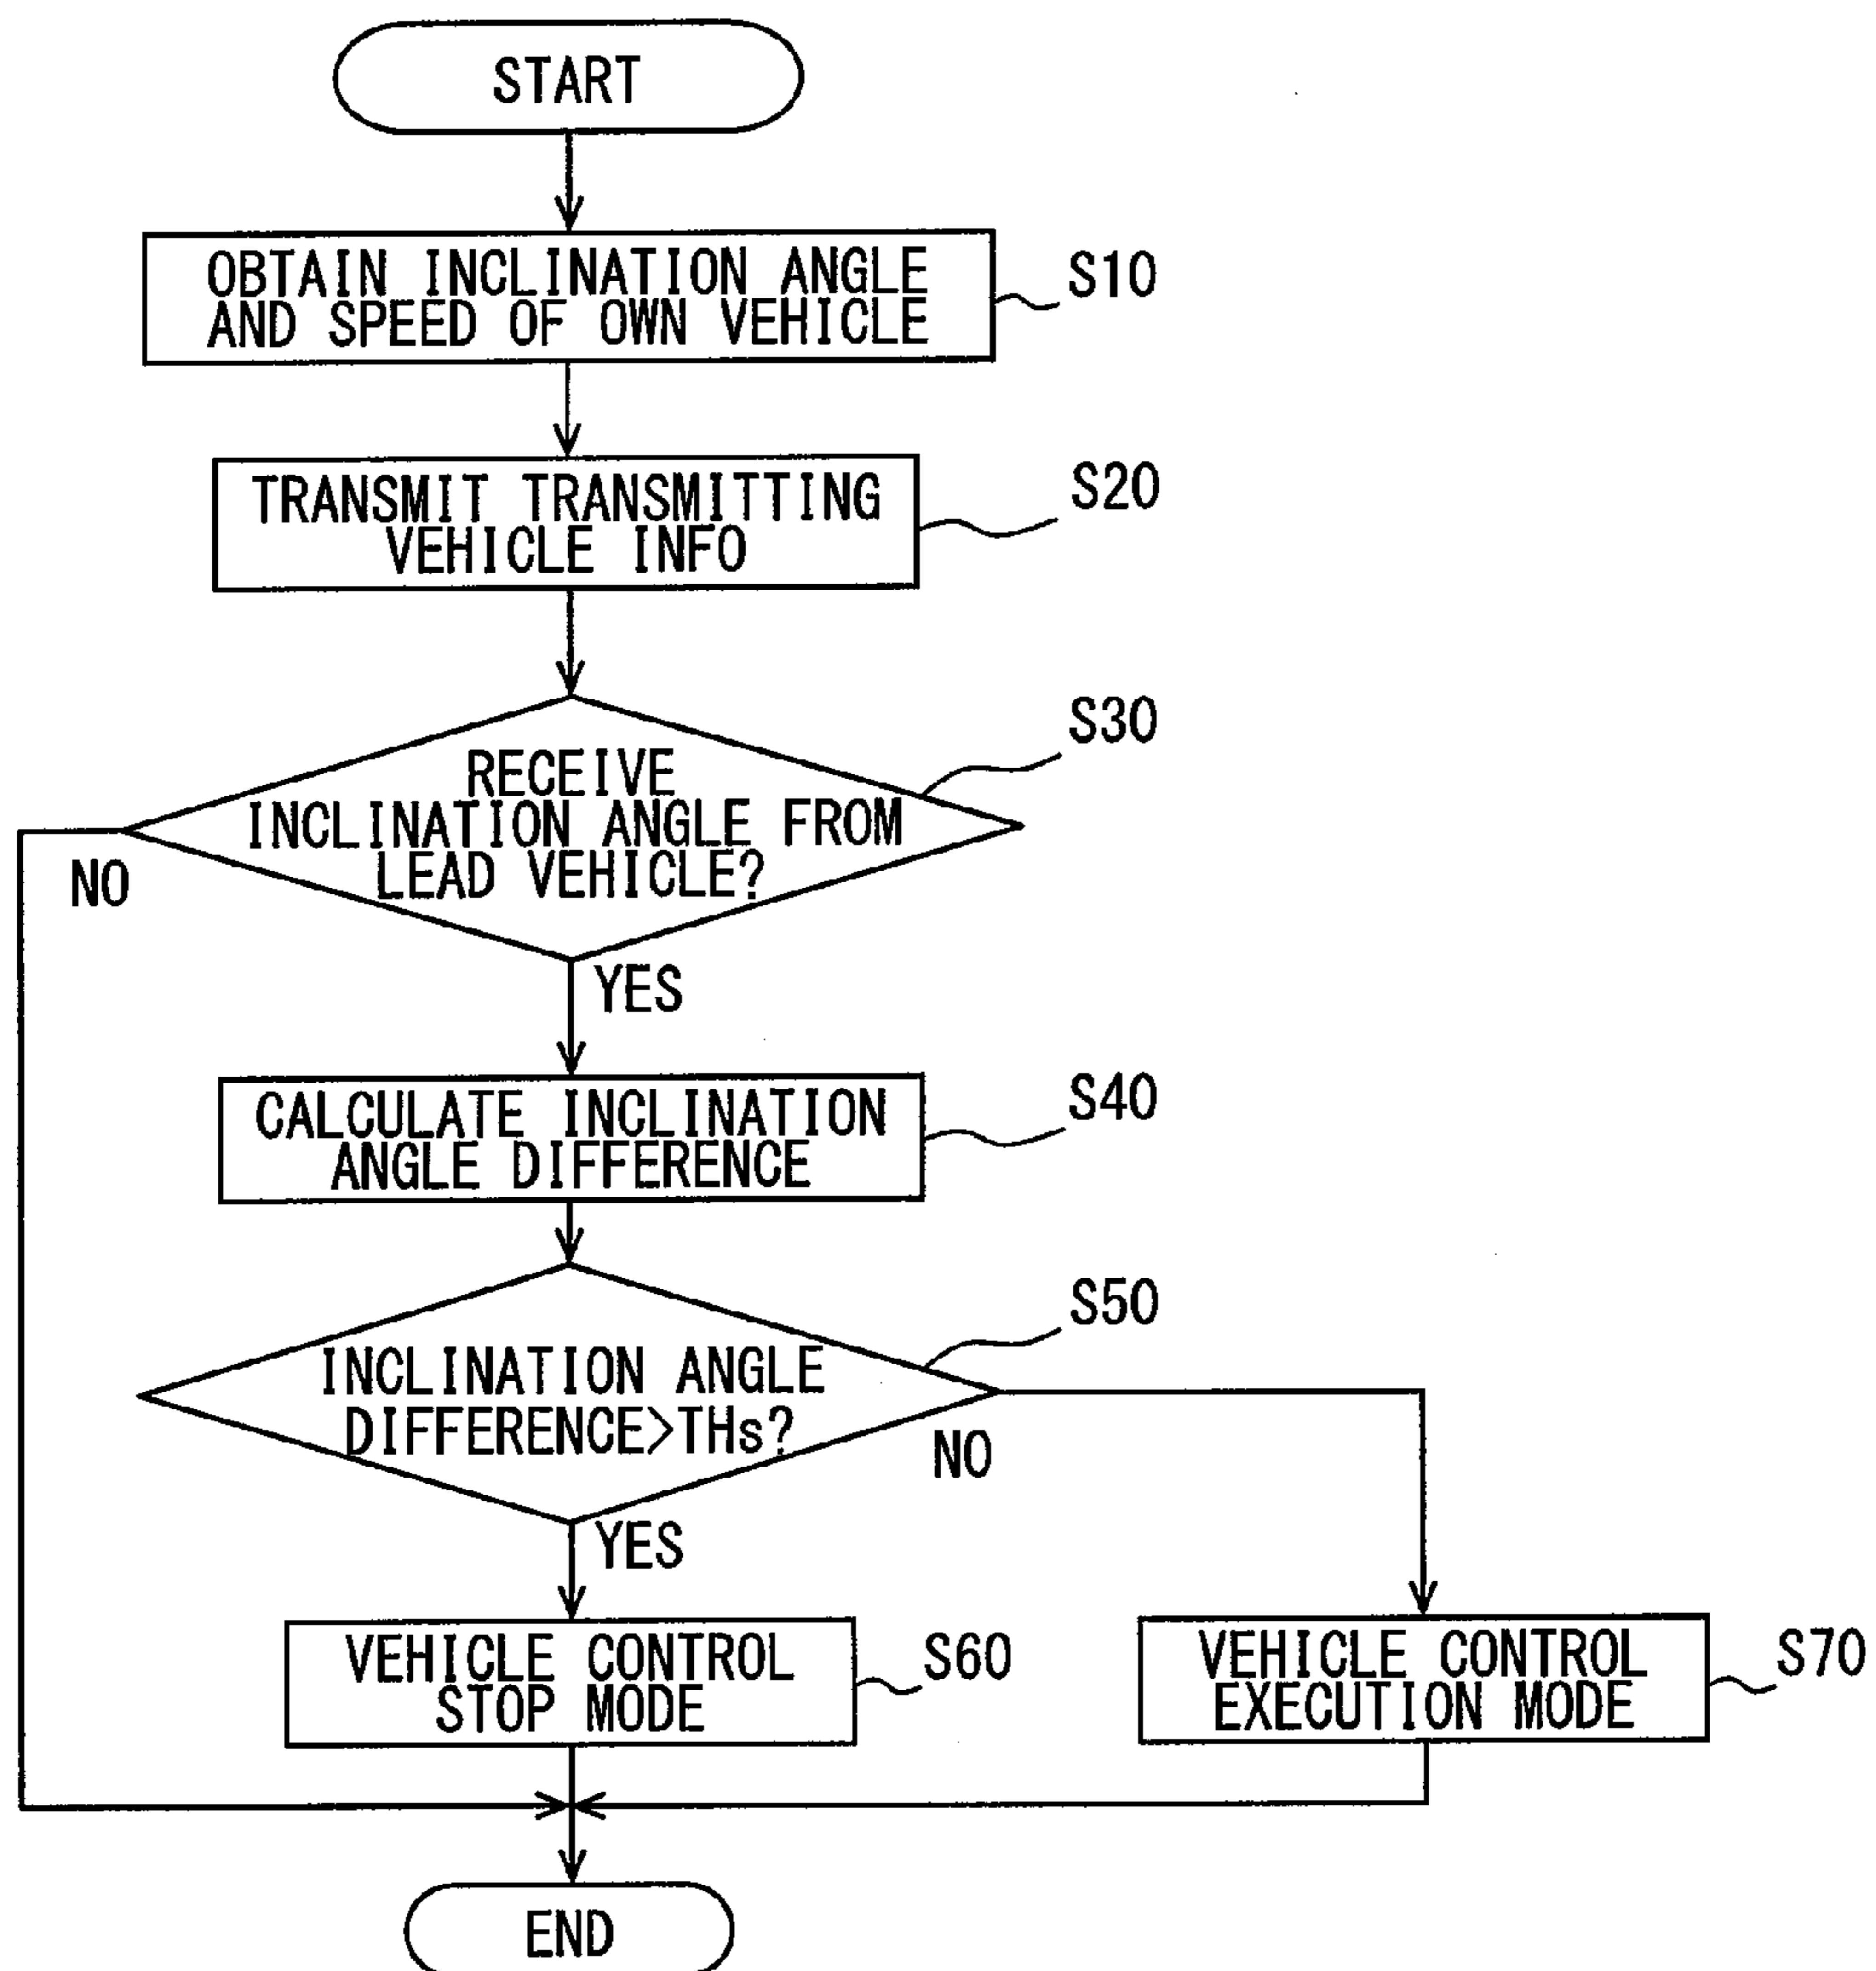 START
OBTAIN INCLINATION ANGLE
AND SPEED OF OWN VEHICLE
S10
TRANSMIT TRANSMITTING
VEHICLE INFO
S20
RECEIVE
INCLINATION ANGLE FROM
LEAD VEHICLE?
S30
NO
YES
CALCULATE INCLINATION
ANGLE DIFFERENCE
S40
INCLINATION ANGLE
DIFFERENCE>THs?
S50
NO
YES
VEHICLE CONTROL
STOP MODE
S60
VEHICLE CONTROL
EXECUTION MODE
S70
END